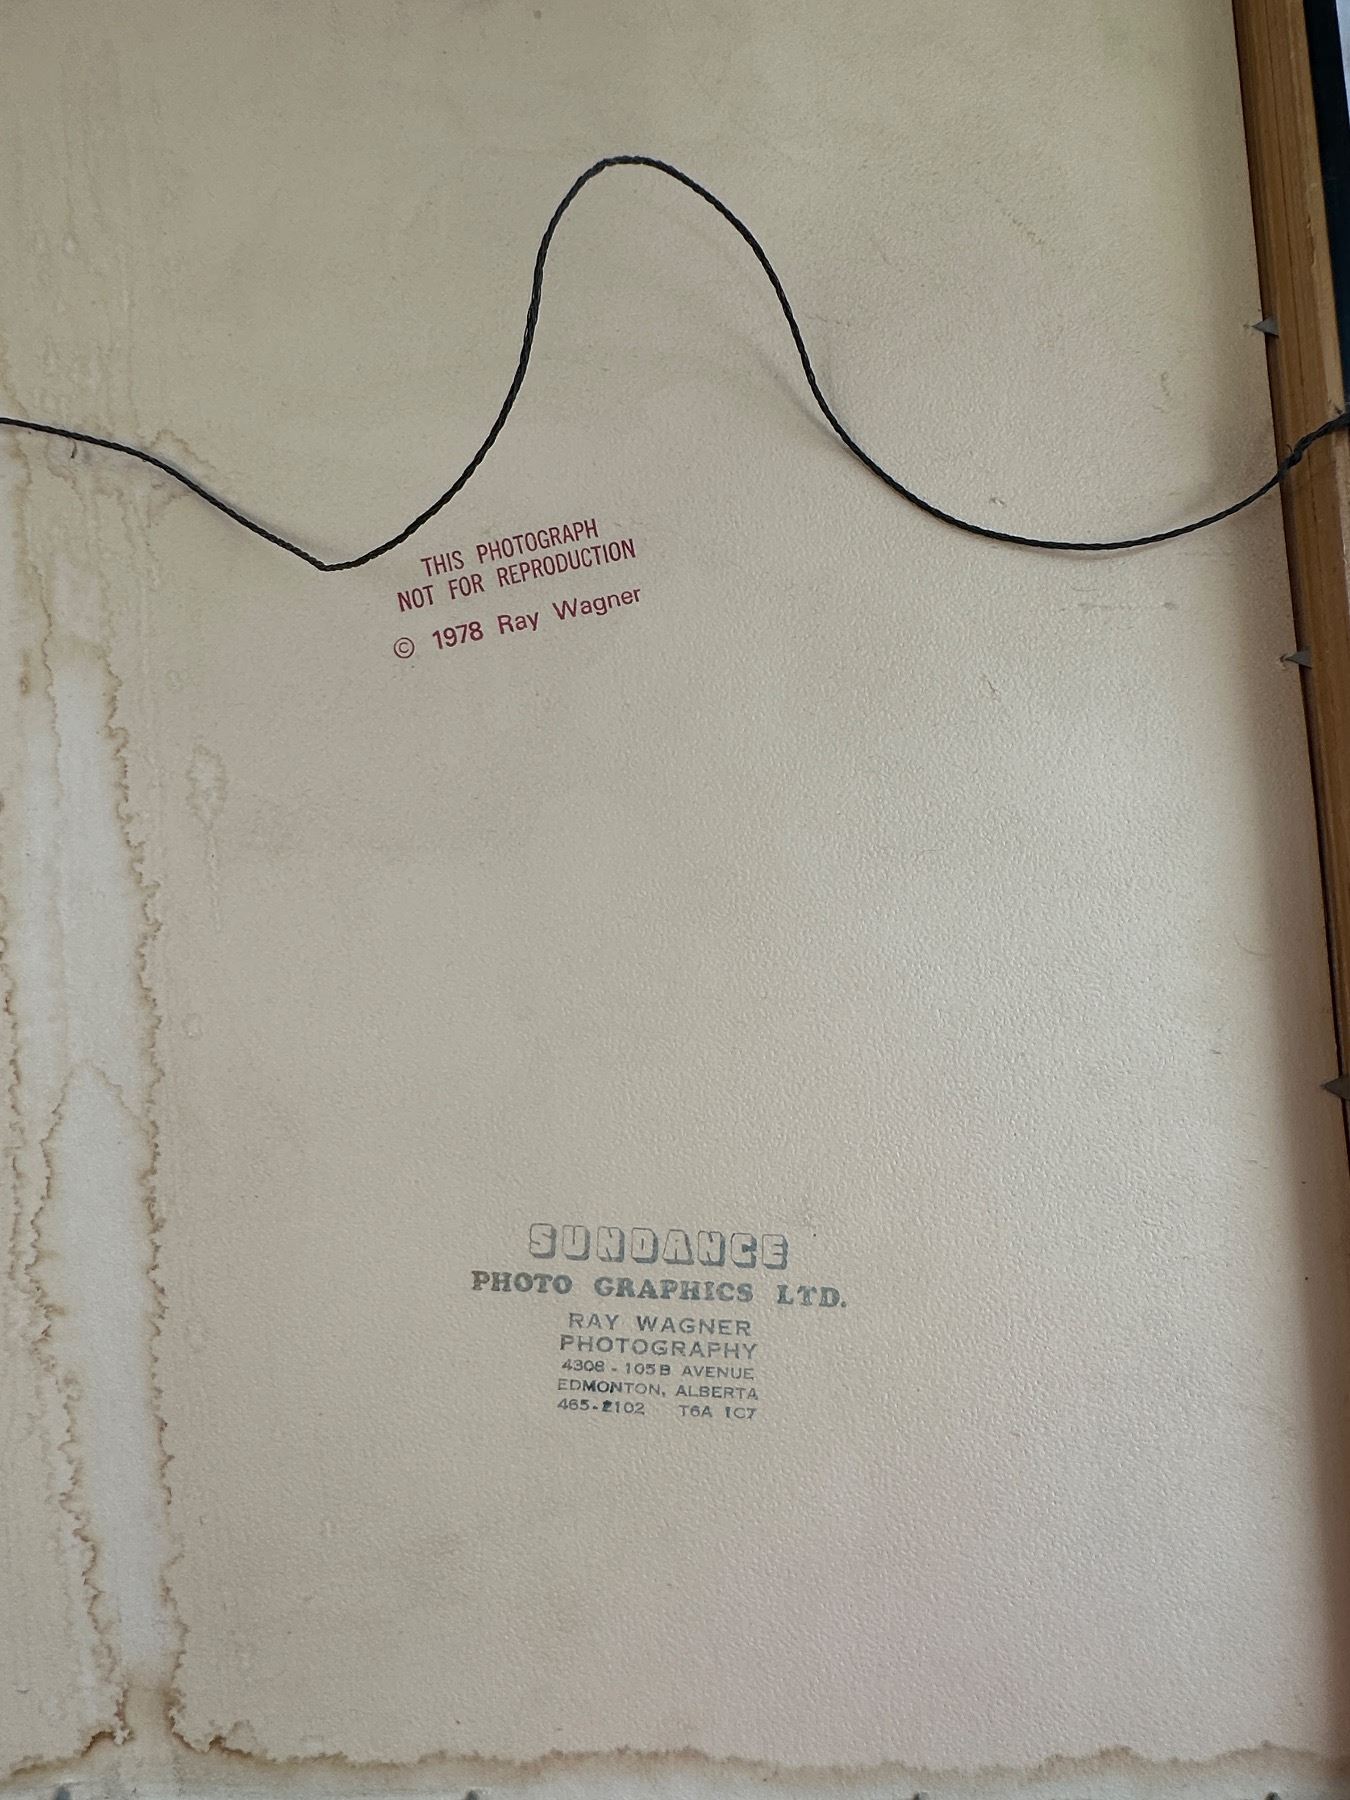 THIS PHOTOGRAPH
NOT FOR REPRODUCTION
© 1978 Ray Wagner
SUNDANCE
PHOTO GRAPHICS LTD.
RAY WAGNER
PHOTOGRAPHY
4308 - 105B AVENUE
EDMONTON, ALBERTA
465-2102 T6A 1C7